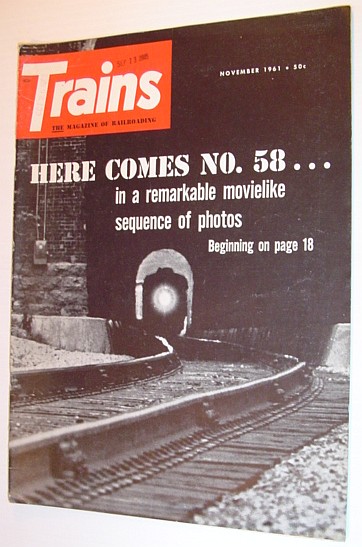 Trains
THE MAGAZINE OF RAILROADING
NOVEMBER 1961 • 50c
HERE COMES NO. 58...
in a remarkable movielike
sequence of photos
Beginning on page 18